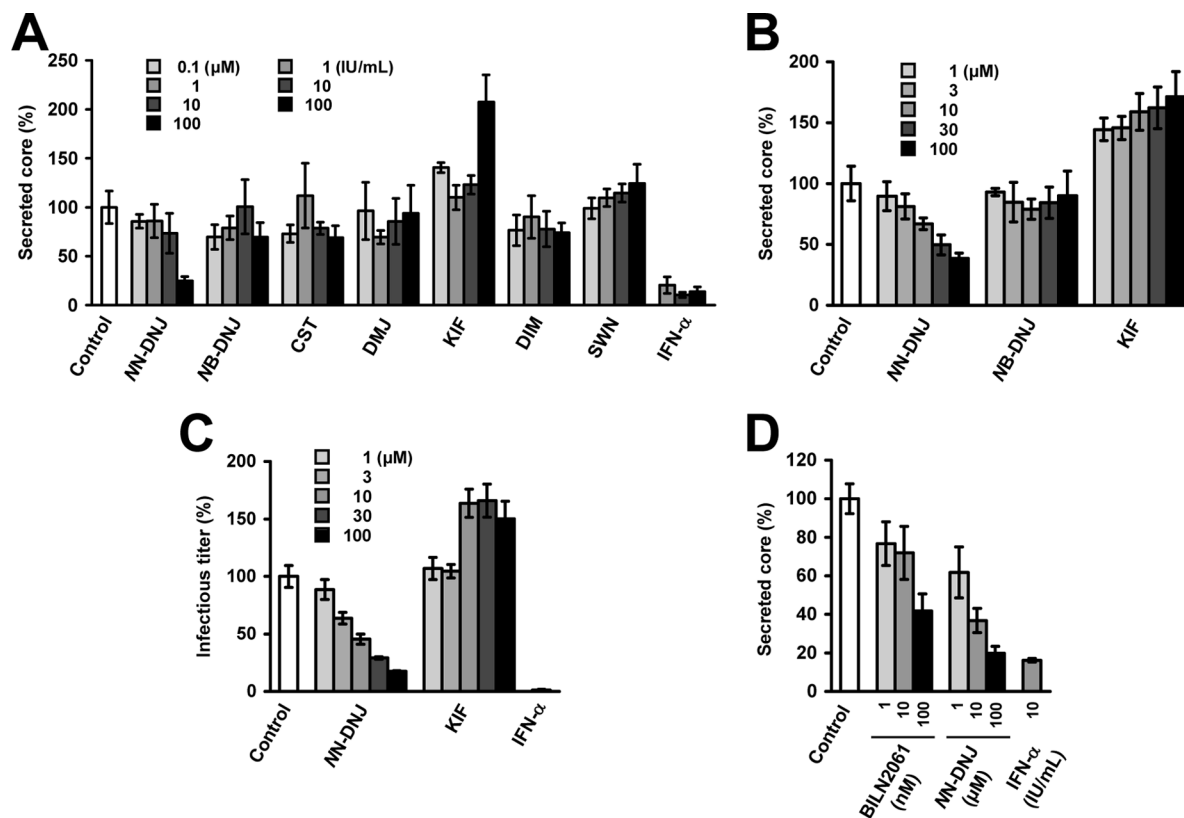 A
0.1 (µM)
1
10
100
1 (IU/mL)
10
100
Secreted core (%)
250
200
150
100
50
0
Control
NN-DNJ
NB-DNJ
CST
DMJ
KIF
DIM
SWN
IFN-α
B
1 (µM)
3
10
30
100
Secreted core (%)
200
150
100
50
0
Control
NN-DNJ
NB-DNJ
KIF
C
1 (µM)
3
10
30
100
Infectious titer (%)
200
150
100
50
0
Control
NN-DNJ
KIF
IFN-α
D
Secreted core (%)
120
100
80
60
40
20
0
Control
1 10 100
BILN2061
(nM)
1 10 100
NN-DNJ
(µM)
10
IFN-α
(IU/mL)